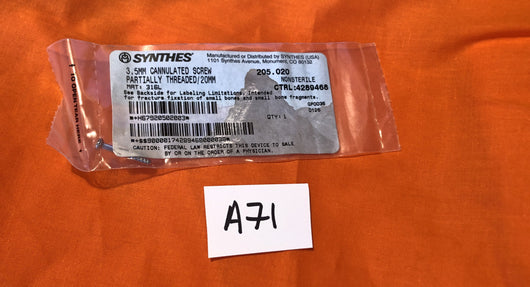 SYNTHES®
Manufactured or Distributed by SYNTHES (USA)
1101 Synthes Avenue, Monument, CO 80132
3.5MM CANNULATED SCREW
PARTIALLY THREADED/20MM
MAT: 316L
205.020
NONSTERILE
CTRL:4289468
See Backside for Labeling Limitations, Intended
for fracture fixation of small bones and small bone fragments.
QTY: 1
CAUTION: FEDERAL LAW RESTRICTS THIS DEVICE TO SALE
BY OR ON THE ORDER OF A PHYSICIAN.
A71